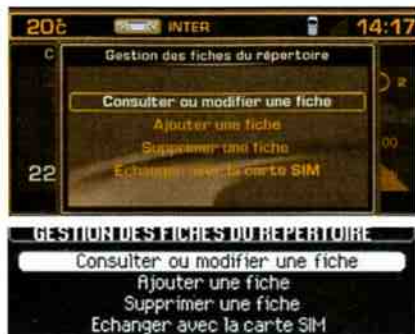 20c INTER 14:17
C
Gestion des fiches du répertoire
Consulter ou modifier une fiche
Ajouter une fiche
Supprimer une fiche
Echanger avec la carte SIM
2
00
22
GESTION DES FICHES DU REPERTOIRE
Consulter ou modifier une fiche
Ajouter une fiche
Supprimer une fiche
Echanger avec la carte SIM